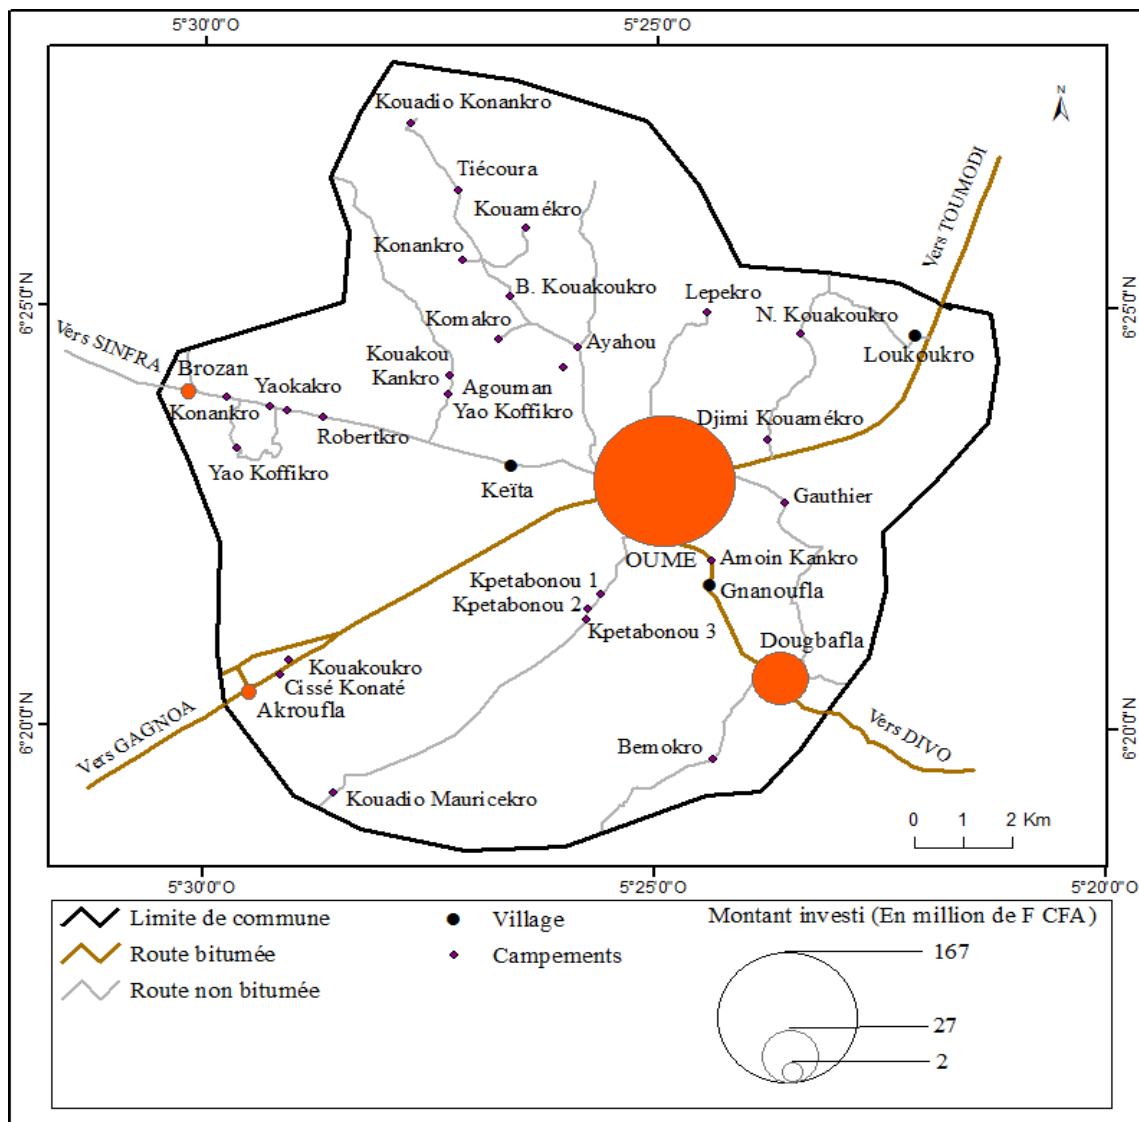 5°30'0"O 5°25'0"O
N
Kouadio Konankro
Tiécoura
Kouamékro
Konankro
Vers TOUMODI
B. Kouakoukro
Lepekro
N. Kouakoukro
6°25'0"N
6°25'0"N
Komakro
Ayahou
Loukoukro
Vers SINFRA
Kouakou
Kankro
Agouman
Brozan
Yaokakro
Konankro
Yao Koffikro
Djimi Kouamékro
Robertkro
Yao Koffikro
Keïta
Gauthier
OUME
Amoin Kankro
Kpetabonou 1
Gnanoufla
Kpetabonou 2
Kpetabonou 3
Dougbafla
Kouakoukro
Cissé Konaté
Akroufla
6°20'0"N
6°20'0"N
Vers GAGNOA
Vers DIVO
Bemokro
Kouadio Mauricekro
0 1 2 Km
5°30'0"O 5°25'0"O 5°20'0"O
Limite de commune
Route bitumée
Route non bitumée
Village
Campements
Montant investi (En million de F CFA)
167
27
2